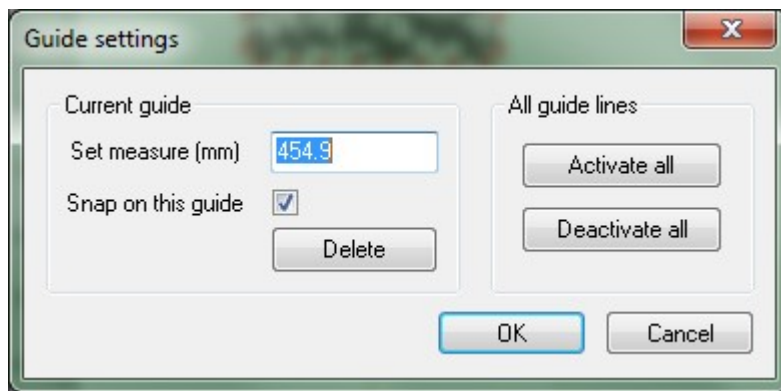 Guide settings
Current guide
Set measure (mm) 454.9
Snap on this guide
Delete
All guide lines
Activate all
Deactivate all
OK Cancel